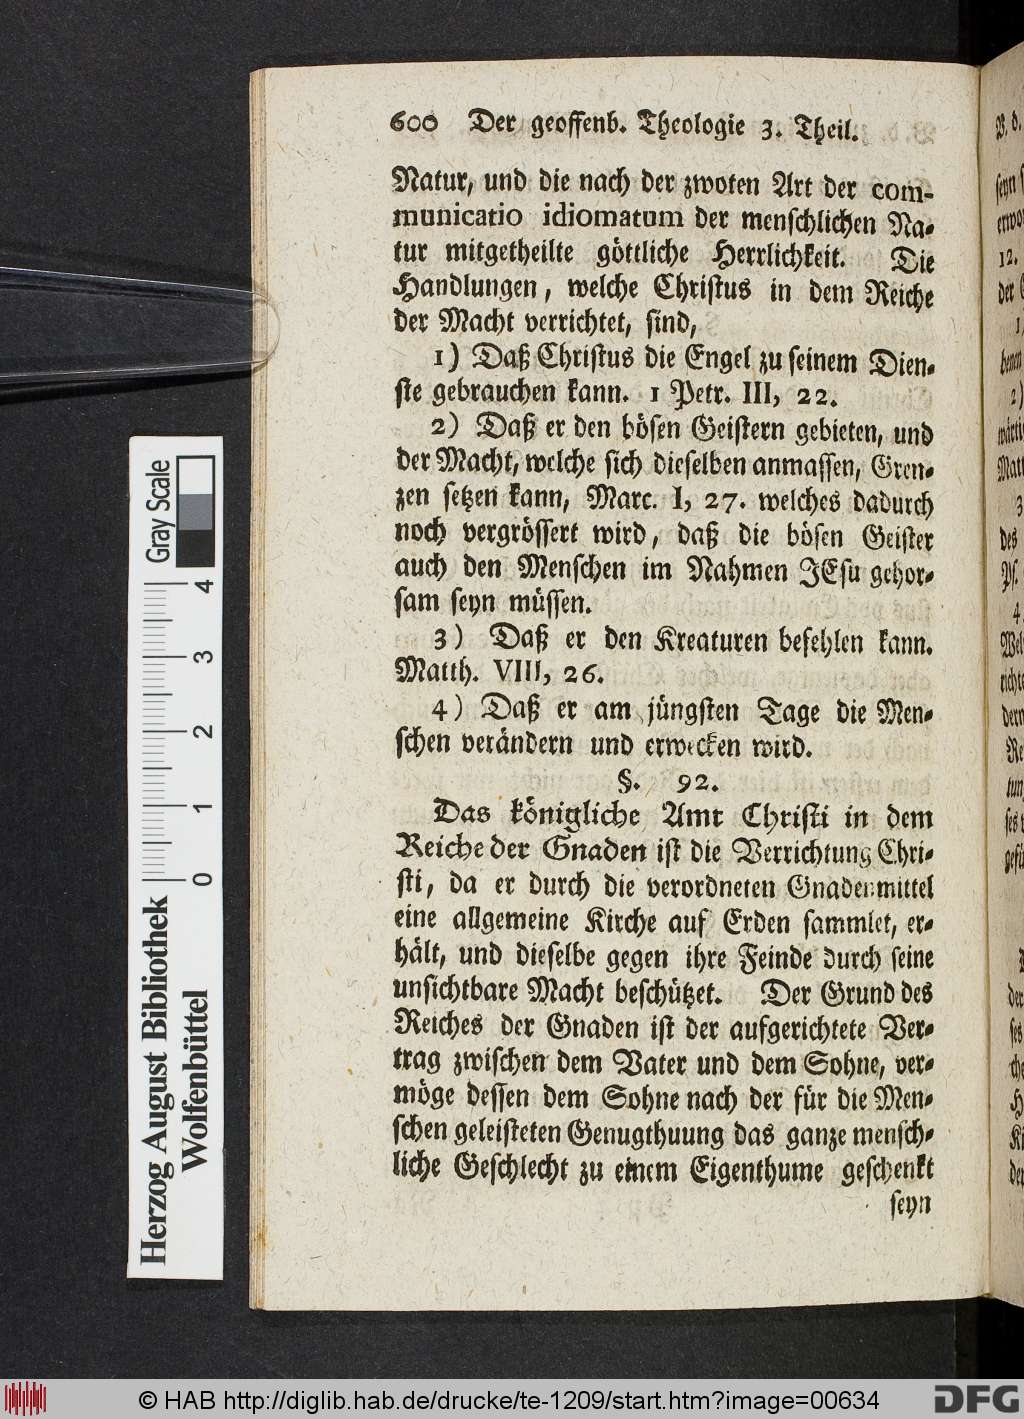 600 Der geoffenb. Theologie 3. Theil.
Natur, und die nach der zwoten Art der com-
municatio idiomatum der menschlichen Na-
tur mitgetheilte göttliche Herrlichkeit. Die
Handlungen, welche Christus in dem Reiche
der Macht verrichtet, sind,
1) Daß Christus die Engel zu seinem Dien-
ste gebrauchen kann. 1 Petr. III, 22.
2) Daß er den bösen Geistern gebieten, und
der Macht, welche sich dieselben anmassen, Gren-
zen setzen kann, Marc. I, 27. welches dadurch
noch vergrössert wird, daß die bösen Geister
auch den Menschen im Nahmen JEsu gehor-
sam seyn müssen.
3) Daß er den Kreaturen befehlen kann.
Matth. VIII, 26.
4) Daß er am jüngsten Tage die Men-
schen verändern und erwecken wird.
§. 92.
Das königliche Amt Christi in dem
Reiche der Gnaden ist die Verrichtung Chri-
sti, da er durch die verordneten Gnadenmittel
eine allgemeine Kirche auf Erden sammlet, er-
hält, und dieselbe gegen ihre Feinde durch seine
unsichtbare Macht beschützet. Der Grund des
Reiches der Gnaden ist der aufgerichtete Ver-
trag zwischen dem Vater und dem Sohne, ver-
möge dessen dem Sohne nach der für die Men-
schen geleisteten Genugthuung das ganze mensch-
liche Geschlecht zu einem Eigenthume geschenkt
seyn
Gray Scale
4
3
2
1
0
Herzog August Bibliothek
Wolfenbüttel
© HAB http://diglib.hab.de/drucke/te-1209/start.htm?image=00634
DFG